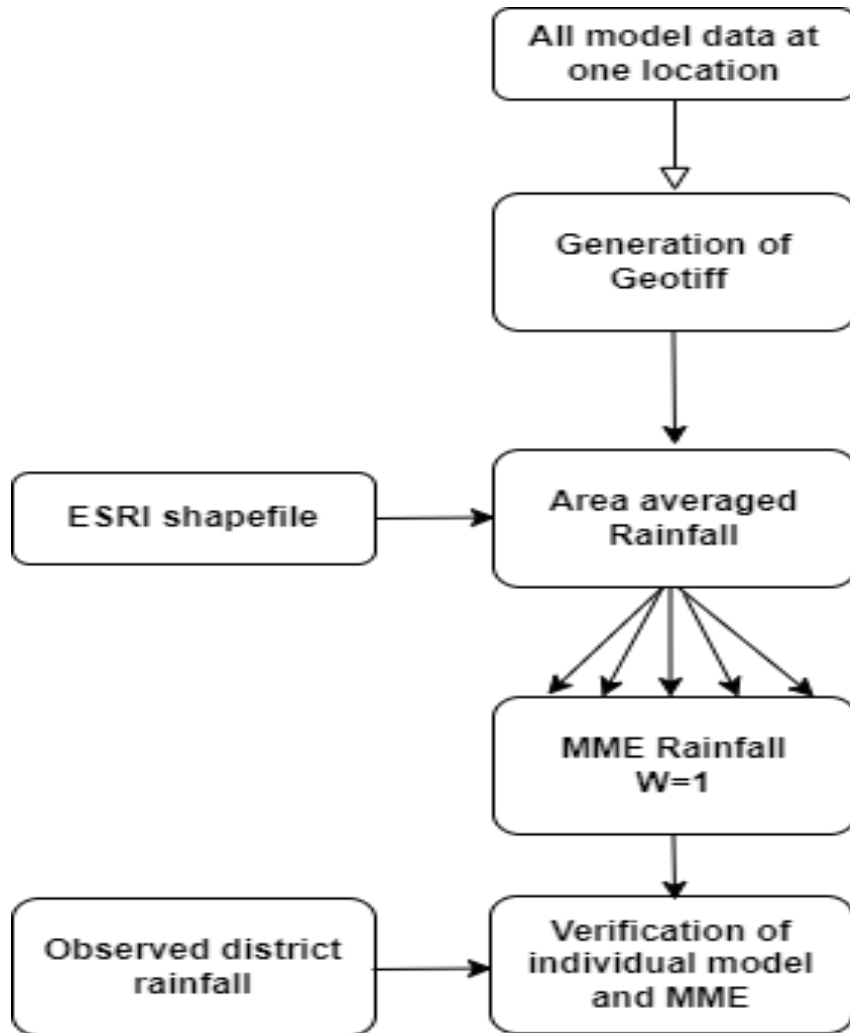 All model data at
one location
Generation of
Geotiff
ESRI shapefile
Area averaged
Rainfall
MME Rainfall
W=1
Observed district
rainfall
Verification of
individual model
and MME